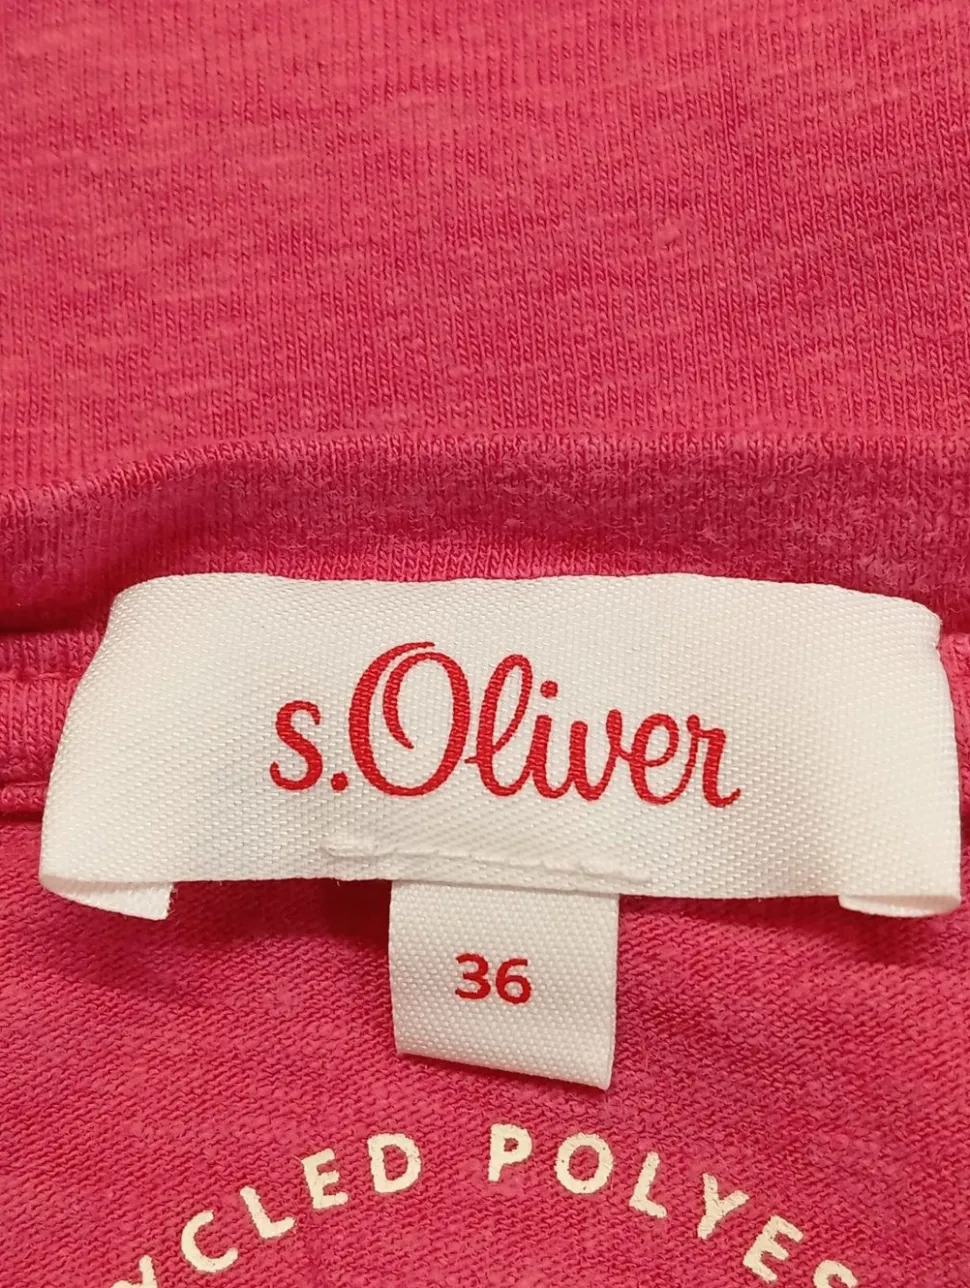 s.Oliver
36
YCLED POLYES